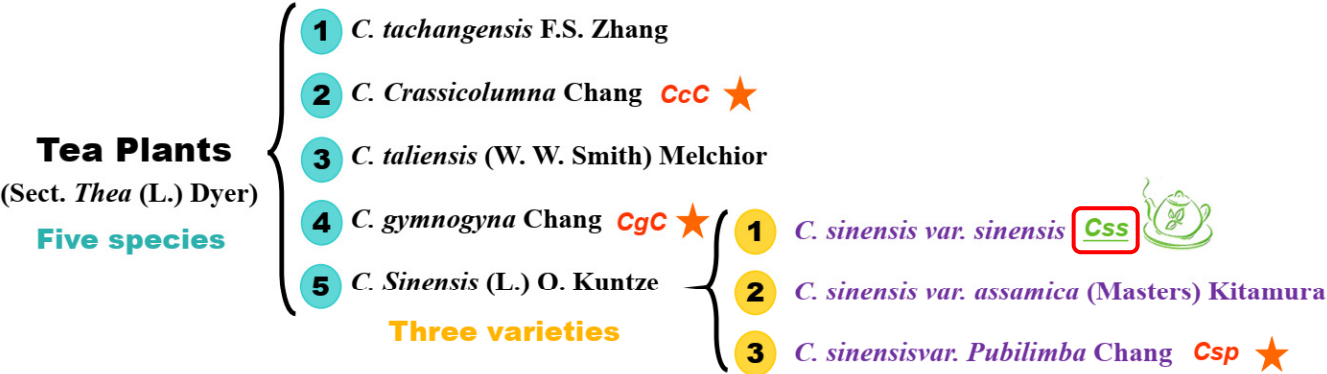 Tea Plants
(Sect. Thea (L.) Dyer)
Five species
1 C. tachangensis F.S. Zhang
2 C. Crassicolumna Chang CcC
3 C. taliensis (W. W. Smith) Melchior
4 C. gymnogyna Chang CgC
5 C. Sinensis (L.) O. Kuntze
Three varieties
1 C. sinensis var. sinensis Css
2 C. sinensis var. assamica (Masters) Kitamura
3 C. sinensisvar. Pubilimba Chang Csp